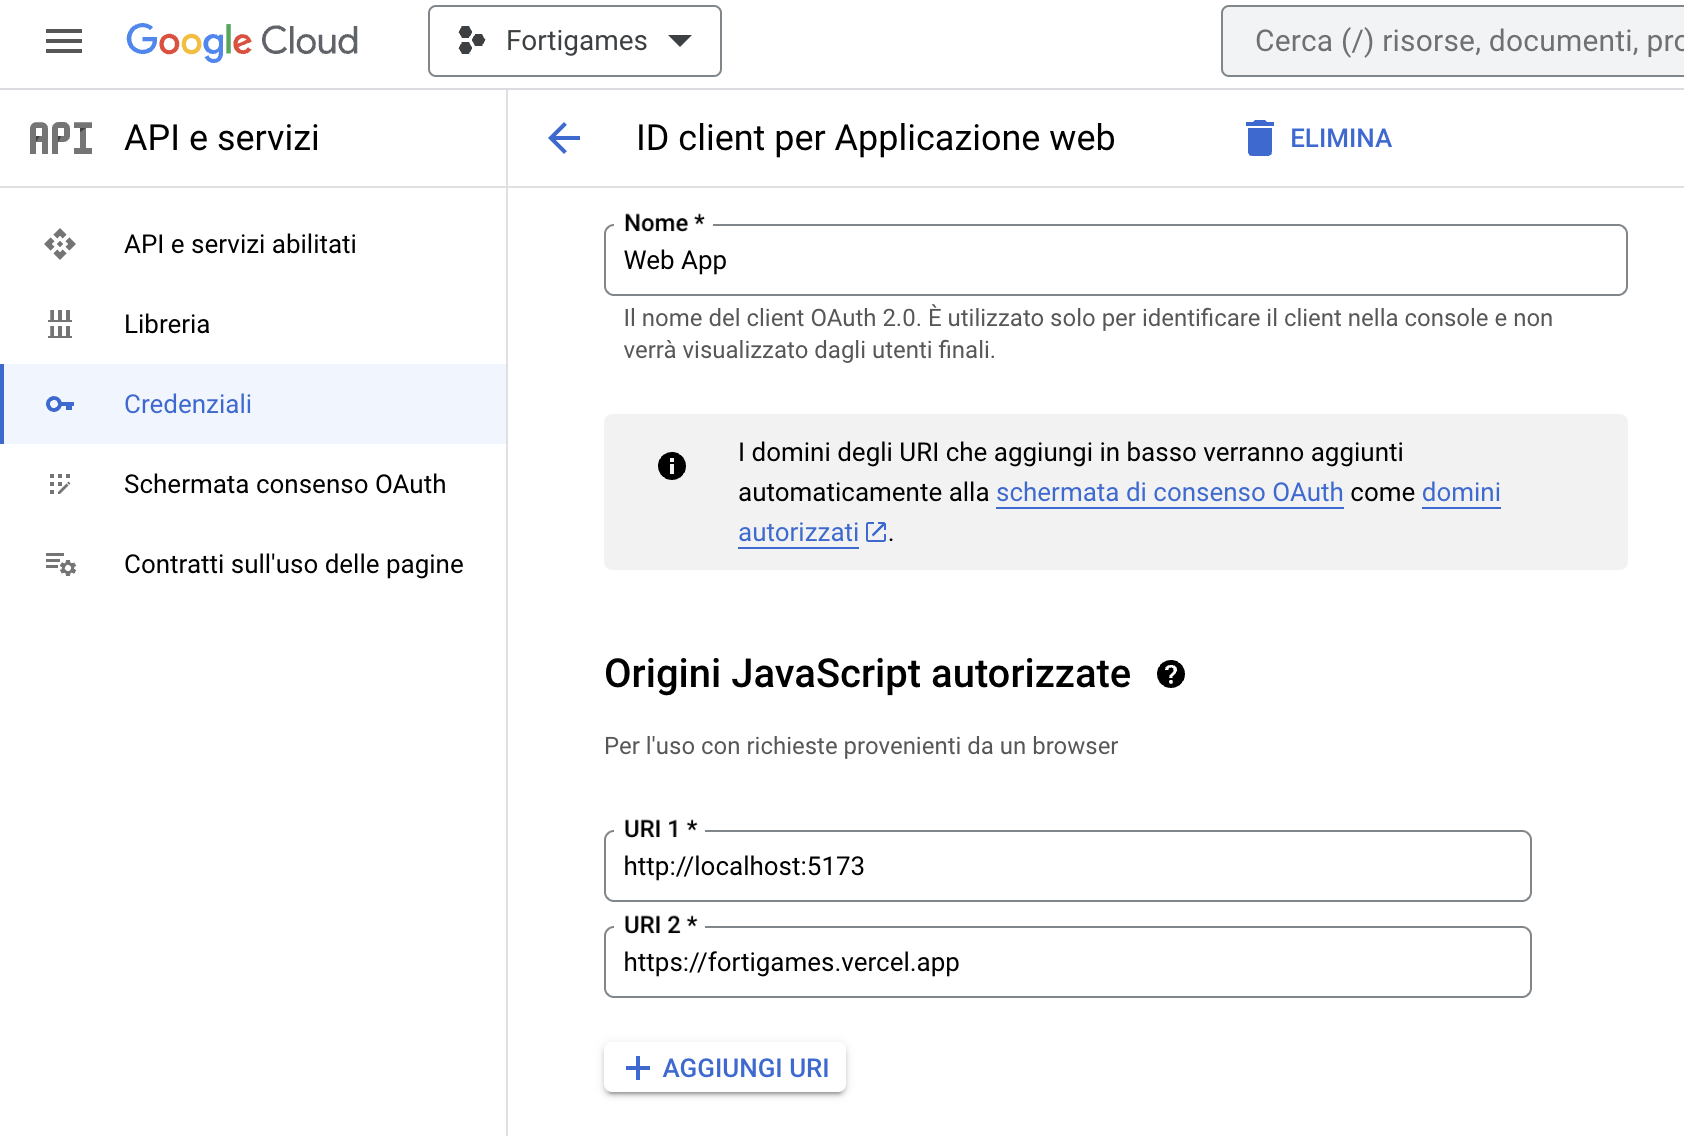 Google Cloud
Fortigames
Cerca (/) risorse, documenti, pro
API
API e servizi
ID client per Applicazione web
ELIMINA
API e servizi abilitati
Libreria
Credenziali
Schermata consenso OAuth
Contratti sull'uso delle pagine
Nome *
Web App
Il nome del client OAuth 2.0. È utilizzato solo per identificare il client nella console e non
verrà visualizzato dagli utenti finali.
I domini degli URI che aggiungi in basso verranno aggiunti
automaticamente alla schermata di consenso OAuth come domini
autorizzati.
Origini JavaScript autorizzate
Per l'uso con richieste provenienti da un browser
URI 1 *
http://localhost:5173
URI 2 *
https://fortigames.vercel.app
AGGIUNGI URI